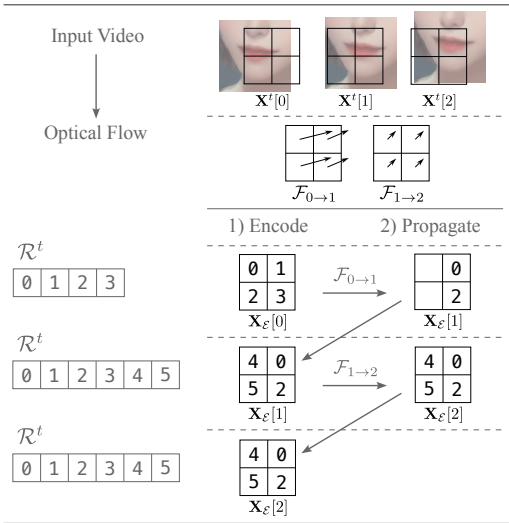 Input Video
X^t[0] X^t[1] X^t[2]
Optical Flow
F_{0→1} F_{1→2}
1) Encode 2) Propagate
R^t
0 1 2 3
0 1
2 3
F_{0→1}
0
2
X_ε[0] X_ε[1]
R^t
0 1 2 3 4 5
4 0
5 2
F_{1→2}
4 0
5 2
X_ε[1] X_ε[2]
R^t
0 1 2 3 4 5
4 0
5 2
X_ε[2]